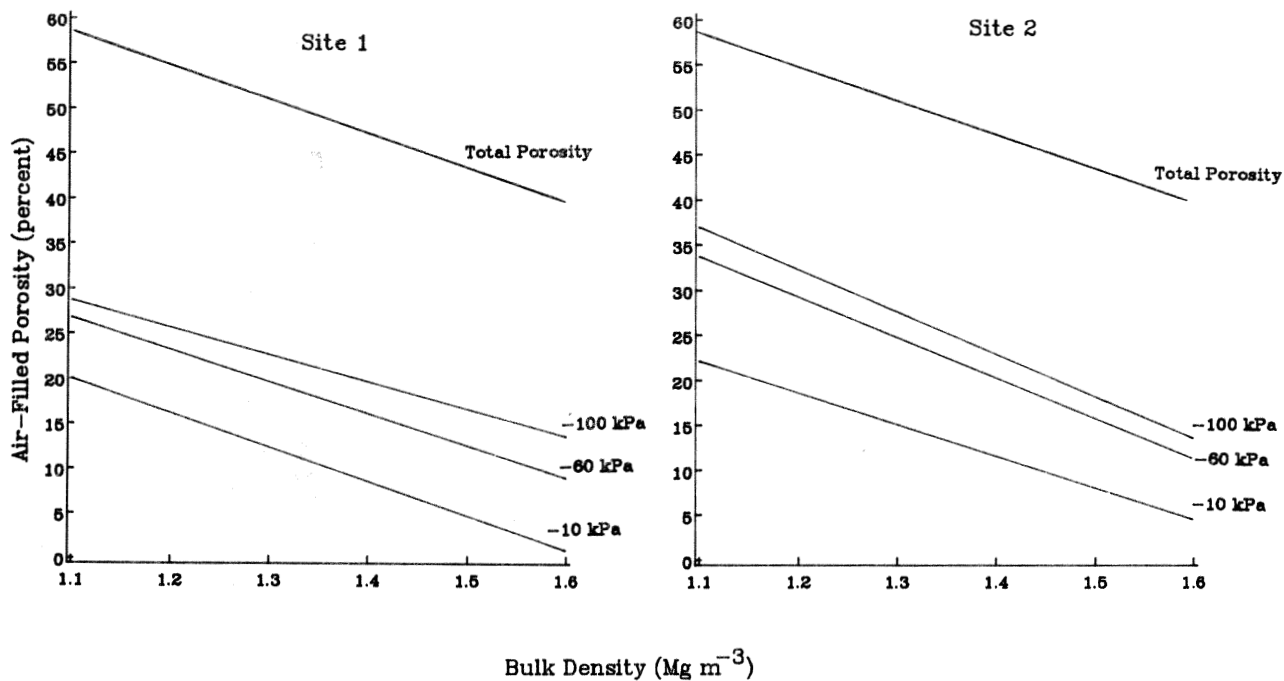 Site 1
Air-Filled Porosity (percent)
60
55
50
45
40
35
30
25
20
15
10
5
0
Total Porosity
-100 kPa
-60 kPa
-10 kPa
1.1 1.2 1.3 1.4 1.5 1.6
Site 2
60
55
50
45
40
35
30
25
20
15
10
5
0
Total Porosity
-100 kPa
-60 kPa
-10 kPa
1.1 1.2 1.3 1.4 1.5 1.6
Bulk Density (Mg m⁻³)